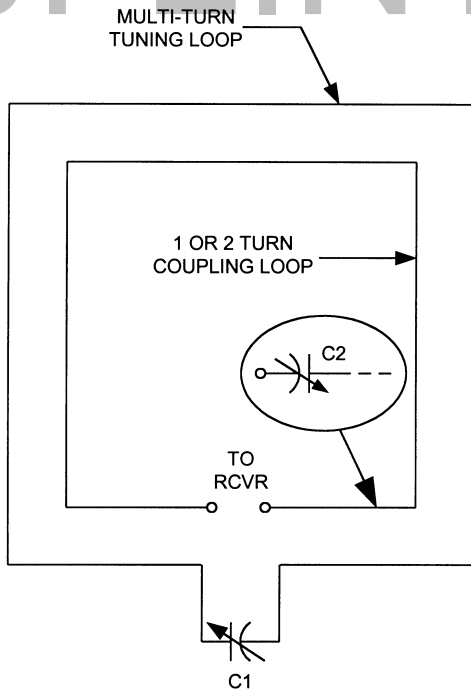 MULTI-TURN
TUNING LOOP
1 OR 2 TURN
COUPLING LOOP
C2
TO
RCVR
C1